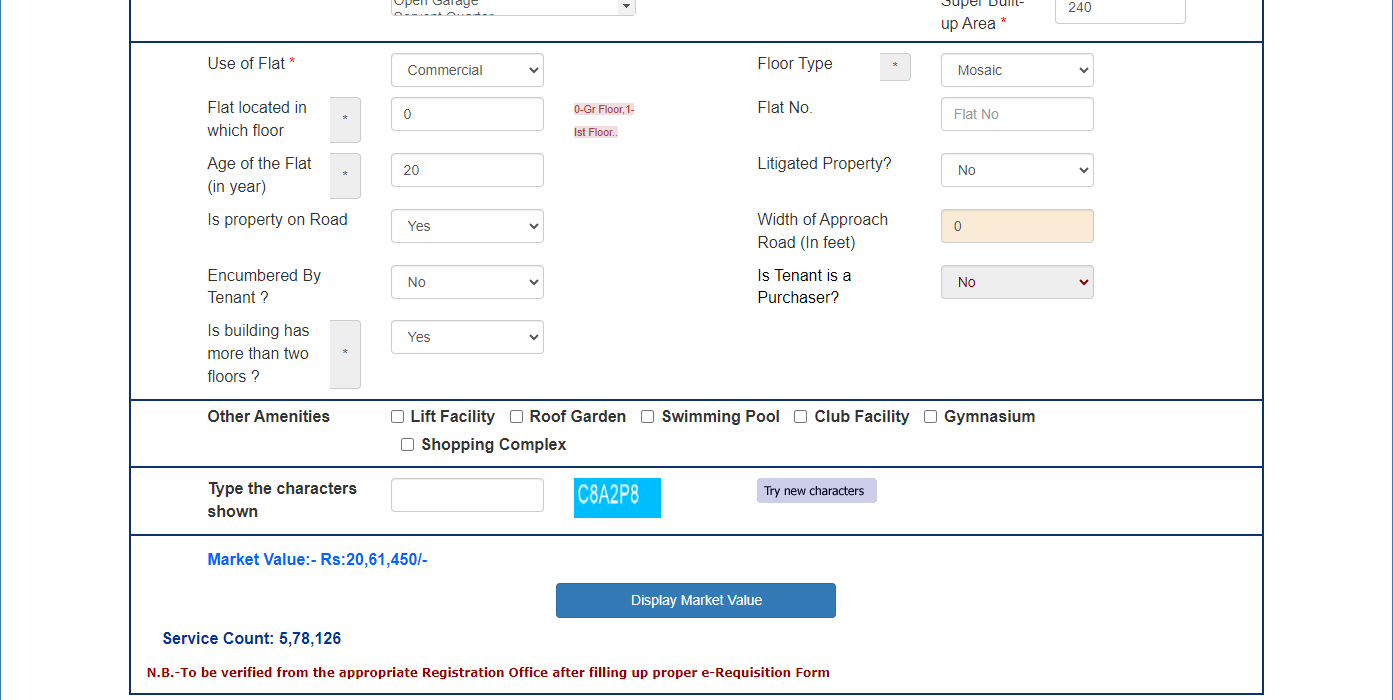 Open Garage
Servant Quarter
Super Built-
up Area *
240
Use of Flat *
Commercial
Floor Type
*
Mosaic
Flat located in
which floor
*
0
0-Gr Floor,1-
Ist Floor..
Flat No.
Flat No
Age of the Flat
(in year)
*
20
Litigated Property?
No
Is property on Road
Yes
Width of Approach
Road (In feet)
0
Encumbered By
Tenant ?
No
Is Tenant is a
Purchaser?
No
Is building has
more than two
floors ?
*
Yes
Other Amenities
Lift Facility
Roof Garden
Swimming Pool
Club Facility
Gymnasium
Shopping Complex
Type the characters
shown
C8A2P8
Try new characters
Market Value:- Rs:20,61,450/-
Display Market Value
Service Count: 5,78,126
N.B.-To be verified from the appropriate Registration Office after filling up proper e-Requisition Form